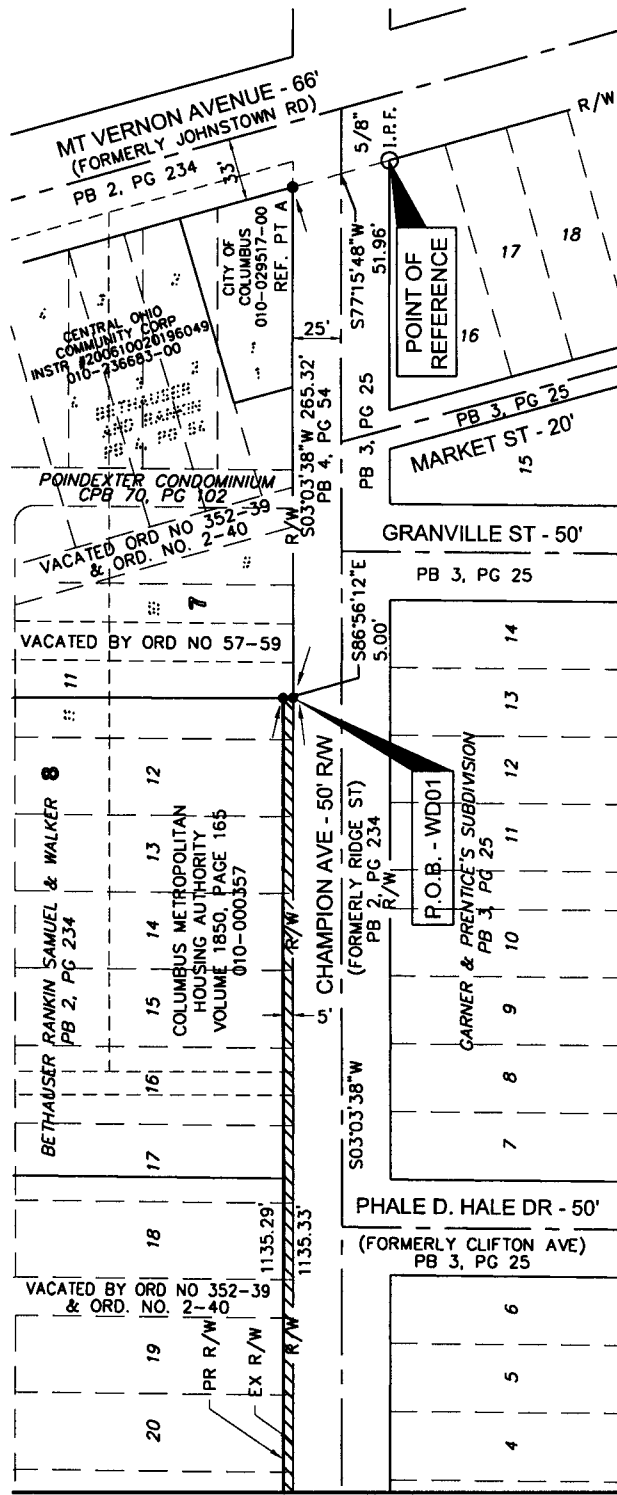 MT VERNON AVENUE - 66'
(FORMERLY JOHNSTOWN RD)
PB 2, PG 234
33'
5/8"
I.P.F.
R/W
S77°15'48"W
51.96'
POINT OF
REFERENCE
16
17
18
CITY OF
COLUMBUS
010-029517-00
REF. PT A
25'
CENTRAL OHIO
COMMUNITY CORP
INSTR #200610020196049
010-236683-00
BETHAUSER
AND RANKIN
PB 4, PG 54
S03°03'38"W 265.32'
PB 4, PG 54
PB 3, PG 25
PB 3, PG 25
MARKET ST - 20'
15
POINDEXTER CONDOMINIUM
CPB 70, PG 102
R/W
VACATED ORD NO 352-39
& ORD. NO. 2-40
GRANVILLE ST - 50'
PB 3, PG 25
7
VACATED BY ORD NO 57-59
S86°56'12"E
5.00'
11
14
13
12
11
10
9
8
7
BETHAUSER RANKIN SAMUEL & WALKER 8
PB 2, PG 234
12
13
14
15
16
17
18
19
20
COLUMBUS METROPOLITAN
HOUSING AUTHORITY
VOLUME 1850, PAGE 165
010-000357
R/W
5'
CHAMPION AVE - 50' R/W
(FORMERLY RIDGE ST)
PB 2, PG 234
R/W
P.O.B. - WD01
GARNER & PRENTICE'S SUBDIVISION
PB 3, PG 25
S03°03'38"W
1135.29'
1135.33'
PHALE D. HALE DR - 50'
(FORMERLY CLIFTON AVE)
PB 3, PG 25
VACATED BY ORD NO 352-39
& ORD. NO. 2-40
PR R/W
EX R/W
R/W
6
5
4